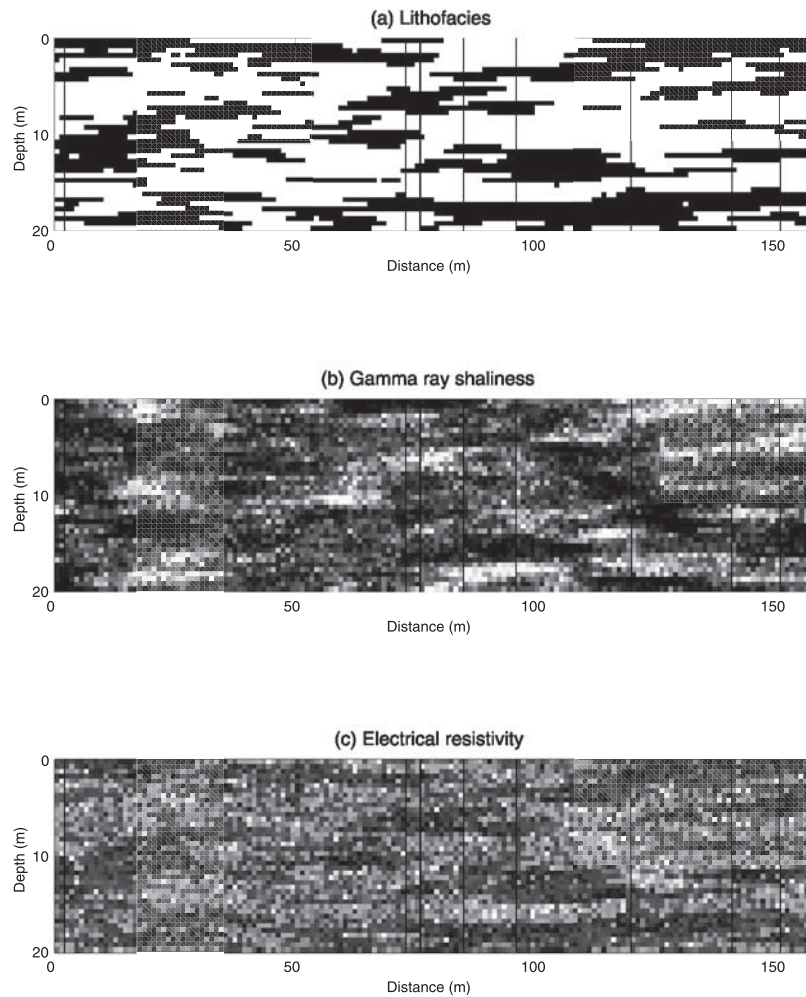 (a) Lithofacies
0
10
20
Depth (m)
0 50 100 150
Distance (m)
(b) Gamma ray shaliness
0
10
20
Depth (m)
0 50 100 150
Distance (m)
(c) Electrical resistivity
0
10
20
Depth (m)
0 50 100 150
Distance (m)